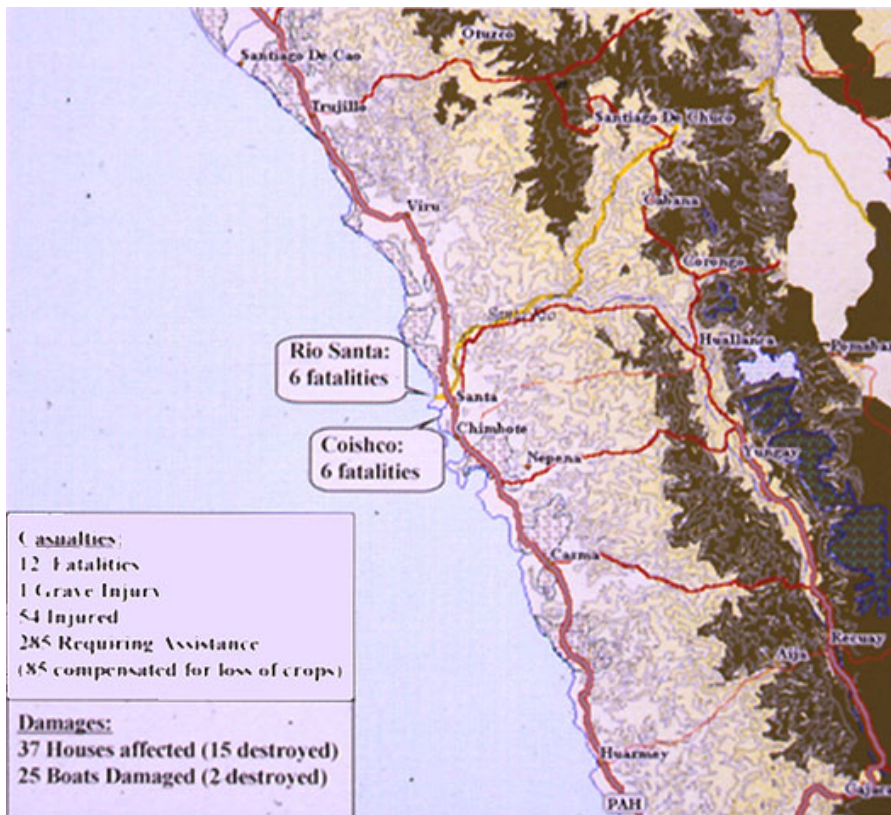 Otuzco
Santiago De Cao
Trujillo
Santiago De Chuco
Viru
Cabana
Corongo
Huallanca
Rio Santa:
6 fatalities
Santa
Chimbote
Coishco:
6 fatalities
Nepena
Yungay
Casualties:
12 Fatalities
1 Grave Injury
54 Injured
285 Requiring Assistance
(85 compensated for loss of crops)
Casma
Recuay
Aija
Damages:
37 Houses affected (15 destroyed)
25 Boats Damaged (2 destroyed)
Huarmey
PAH